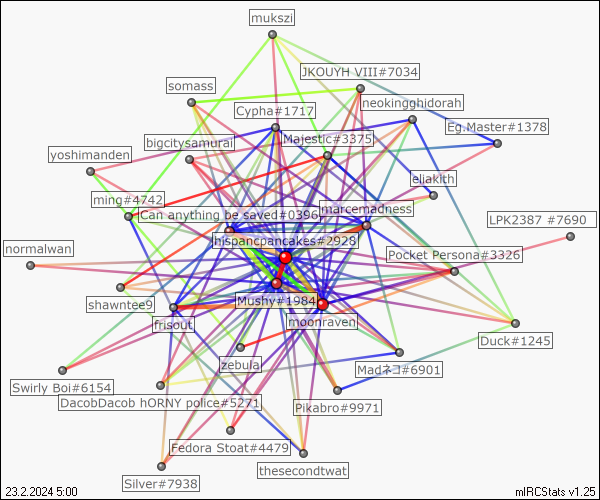 mukszi
JKOUYH VIII#7034
somass
neokingghidorah
Cypha#1717
Eg.Master#1378
Majestic#3375
bigcitysamurai
yoshimanden
eliakith
ming#4742
marcemadness
Can anything be saved#0396
LPK2387 #7690
hispancpancakes#2928
normalwan
Pocket Persona#3326
shawntee9
Mushy#1984
moonraven
frisout
Duck#1245
zebula
Madネコ#6901
Swirly Boi#6154
DacobDacob hORNY police#5271
Pikabro#9971
Fedora Stoat#4479
thesecondtwat
Silver#7938
23.2.2024 5:00
mIRCStats v1.25